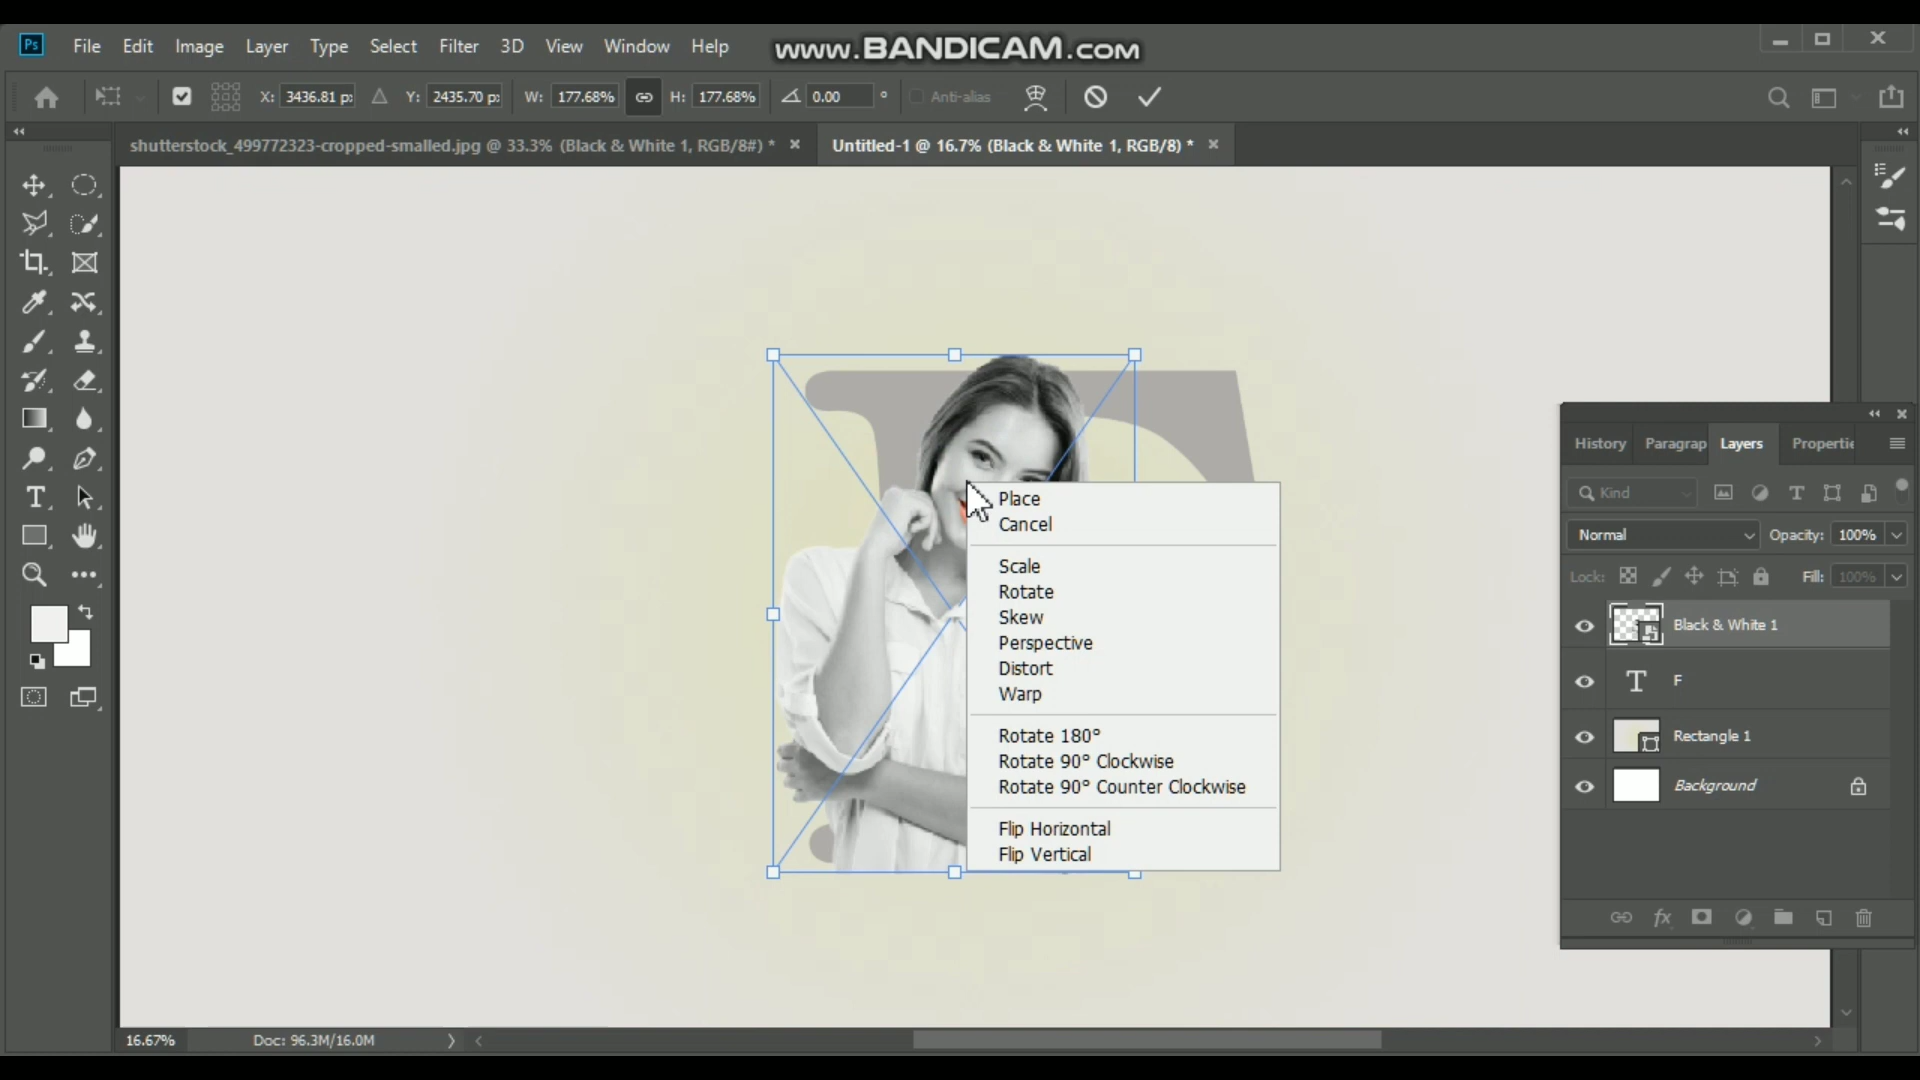 Ps File Edit Image Layer Type Select Filter 3D View Window Help
www.BANDICAM.com
X: 3436.81 p Y: 2435.70 p W: 177.68% H: 177.68% 0.00 ° Anti-alias
shutterstock_499772323-cropped-smalled.jpg @ 33.3% (Black & White 1, RGB/8#) *
Untitled-1 @ 16.7% (Black & White 1, RGB/8) *
Place
Cancel
Scale
Rotate
Skew
Perspective
Distort
Warp
Rotate 180°
Rotate 90° Clockwise
Rotate 90° Counter Clockwise
Flip Horizontal
Flip Vertical
History Paragrap Layers Properti
Kind
Normal Opacity: 100%
Lock: Fill: 100%
Black & White 1
T F
Rectangle 1
Background
16.67% Doc: 96.3M/16.0M